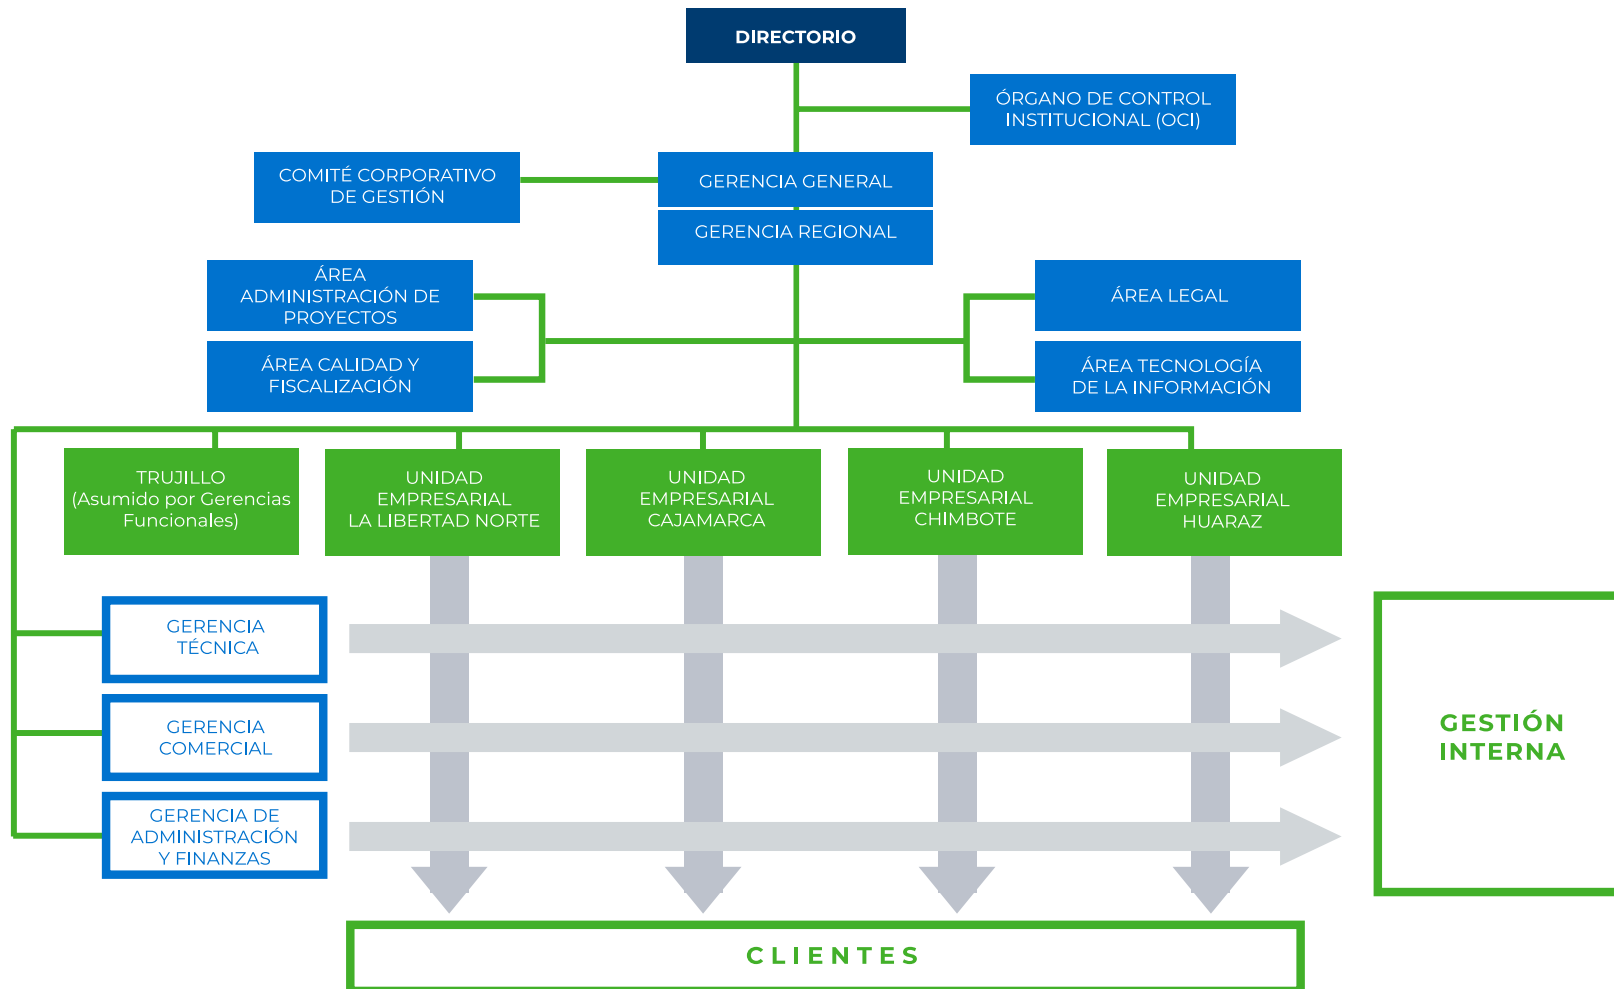 DIRECTORIO
ÓRGANO DE CONTROL
INSTITUCIONAL (OCI)
COMITÉ CORPORATIVO
DE GESTIÓN
GERENCIA GENERAL
GERENCIA REGIONAL
ÁREA
ADMINISTRACIÓN DE
PROYECTOS
ÁREA LEGAL
ÁREA CALIDAD Y
FISCALIZACIÓN
ÁREA TECNOLOGÍA
DE LA INFORMACIÓN
TRUJILLO
(Asumido por Gerencias
Funcionales)
UNIDAD
EMPRESARIAL
LA LIBERTAD NORTE
UNIDAD
EMPRESARIAL
CAJAMARCA
UNIDAD
EMPRESARIAL
CHIMBOTE
UNIDAD
EMPRESARIAL
HUARAZ
GERENCIA
TÉCNICA
GERENCIA
COMERCIAL
GERENCIA DE
ADMINISTRACIÓN
Y FINANZAS
GESTIÓN
INTERNA
CLIENTES